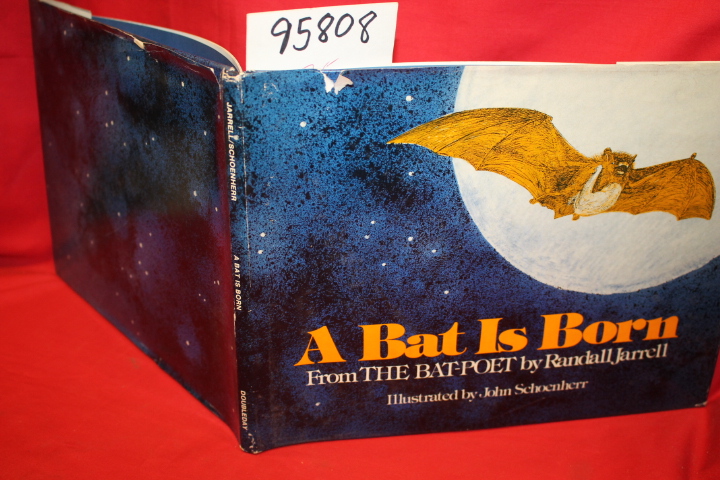 95808
JARRELL/SCHOENHERR
A BAT IS BORN
DOUBLEDAY
A Bat Is Born
From THE BAT-POET by Randall Jarrell
Illustrated by John Schoenherr